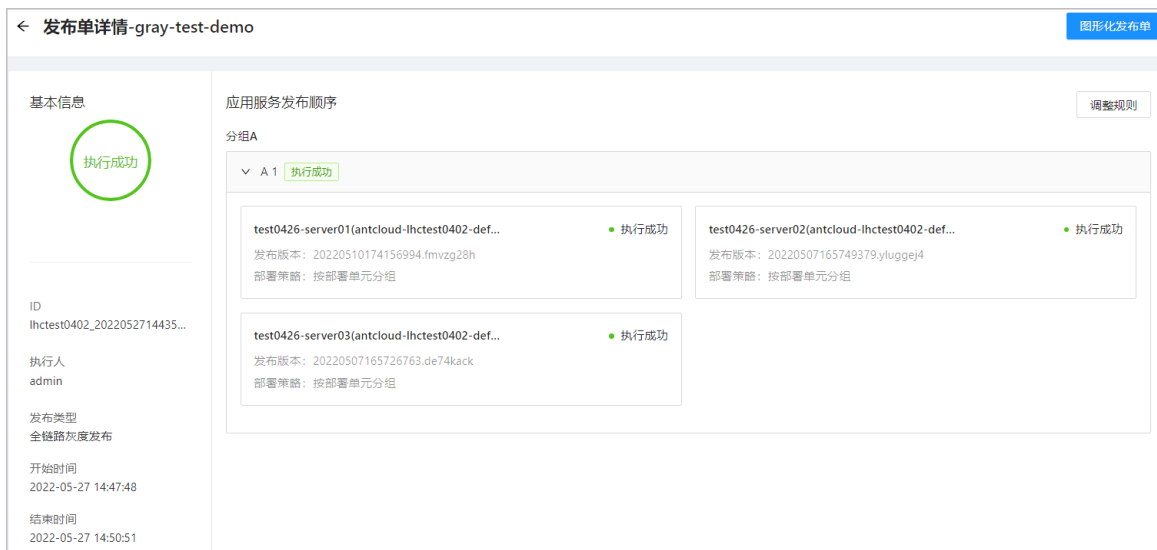 ← 发布单详情-gray-test-demo
图形化发布单
基本信息
执行成功
ID
lhctest0402_2022052714435...
执行人
admin
发布类型
全链路灰度发布
开始时间
2022-05-27 14:47:48
结束时间
2022-05-27 14:50:51
应用服务发布顺序
调整规则
分组A
A 1 执行成功
test0426-server01(antcloud-lhctest0402-def... 执行成功
发布版本：20220510174156994.fmvzg28h
部署策略：按部署单元分组
test0426-server02(antcloud-lhctest0402-def... 执行成功
发布版本：20220507165749379.yluggej4
部署策略：按部署单元分组
test0426-server03(antcloud-lhctest0402-def... 执行成功
发布版本：20220507165726763.de74kack
部署策略：按部署单元分组